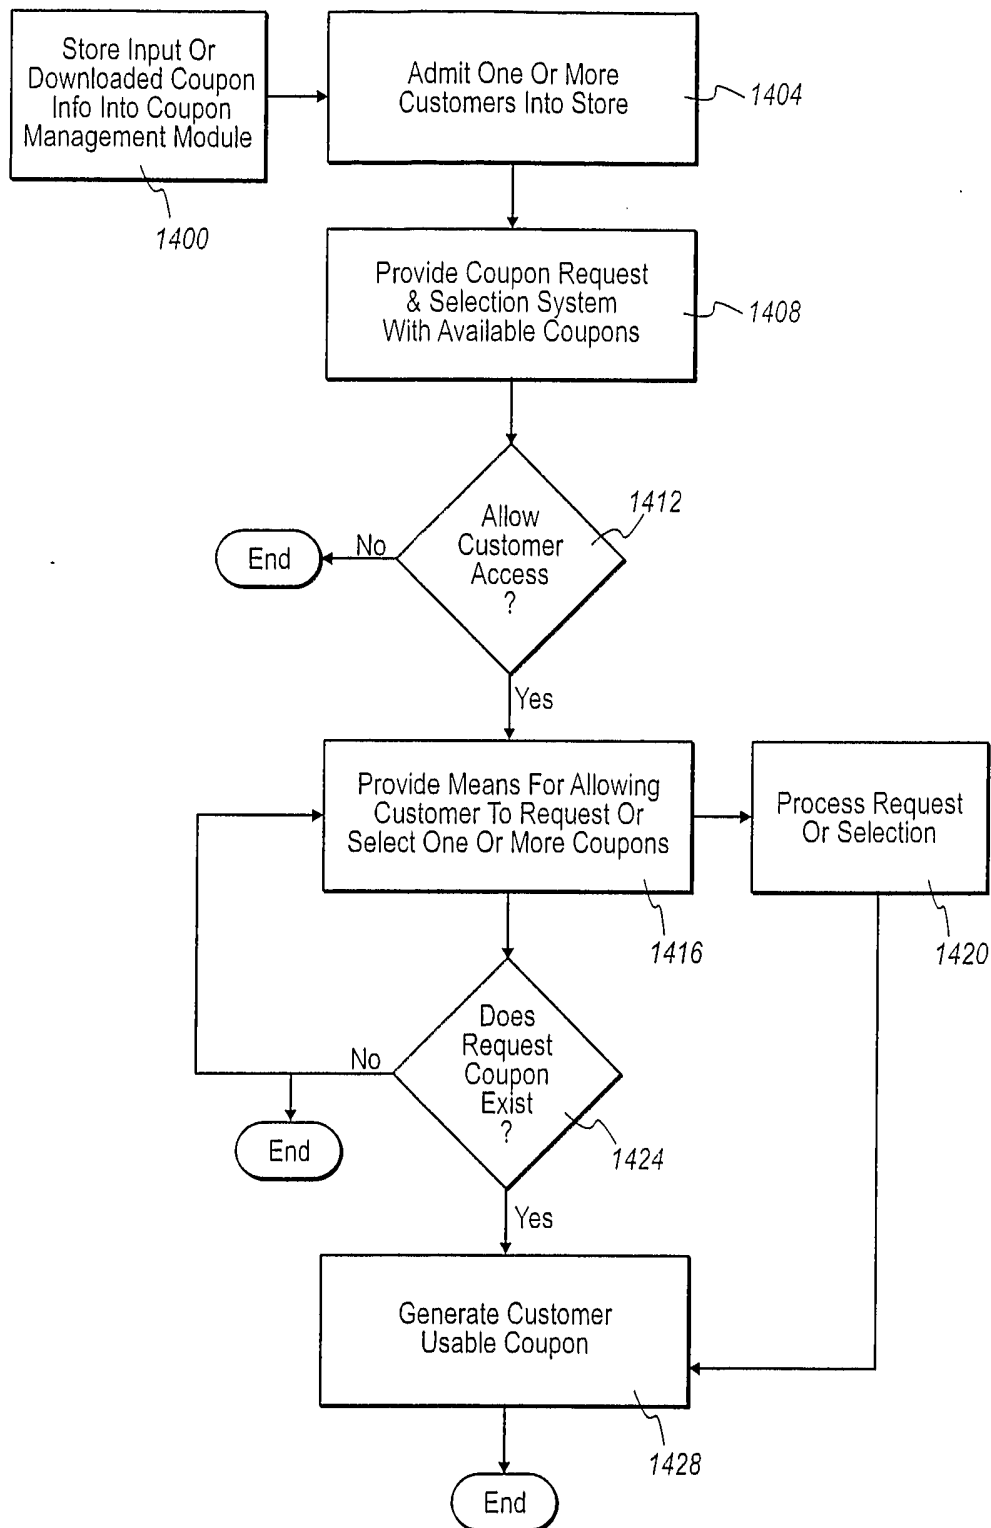 Store Input Or
Downloaded Coupon
Info Into Coupon
Management Module
1400
Admit One Or More
Customers Into Store
1404
Provide Coupon Request
& Selection System
With Available Coupons
1408
Allow
Customer
Access
?
1412
No
End
Yes
Provide Means For Allowing
Customer To Request Or
Select One Or More Coupons
1416
Process Request
Or Selection
1420
Does
Request
Coupon
Exist
?
1424
No
End
Yes
Generate Customer
Usable Coupon
1428
End